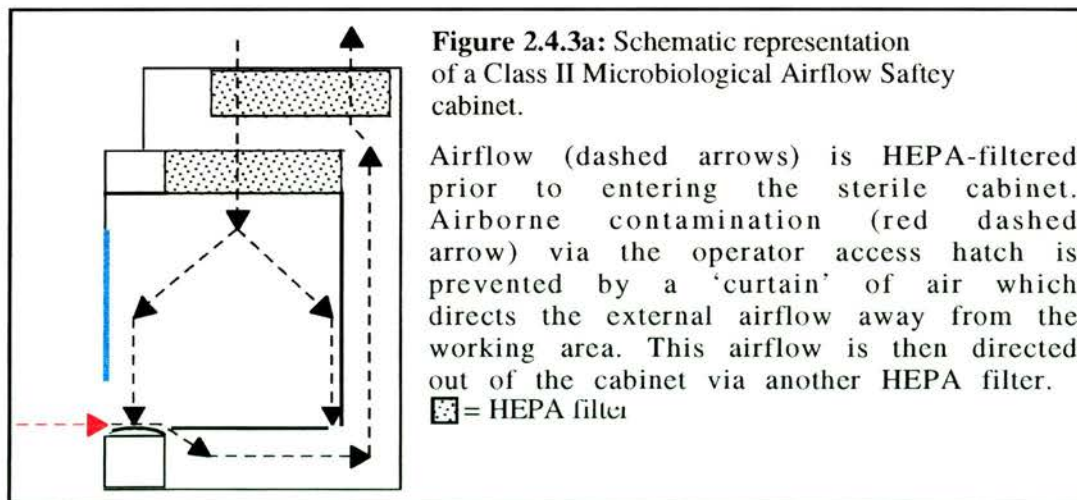 Figure 2.4.3a: Schematic representation
of a Class II Microbiological Airflow Saftey
cabinet.
Airflow (dashed arrows) is HEPA-filtered
prior to entering the sterile cabinet.
Airborne contamination (red dashed
arrow) via the operator access hatch is
prevented by a ‘curtain’ of air which
directs the external airflow away from the
working area. This airflow is then directed
out of the cabinet via another HEPA filter.
= HEPA filter